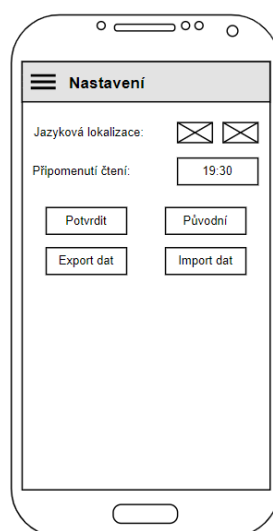 Nastavení
Jazyková lokalizace:
Připomenutí čtení: 19:30
Potvrdit Původní
Export dat Import dat